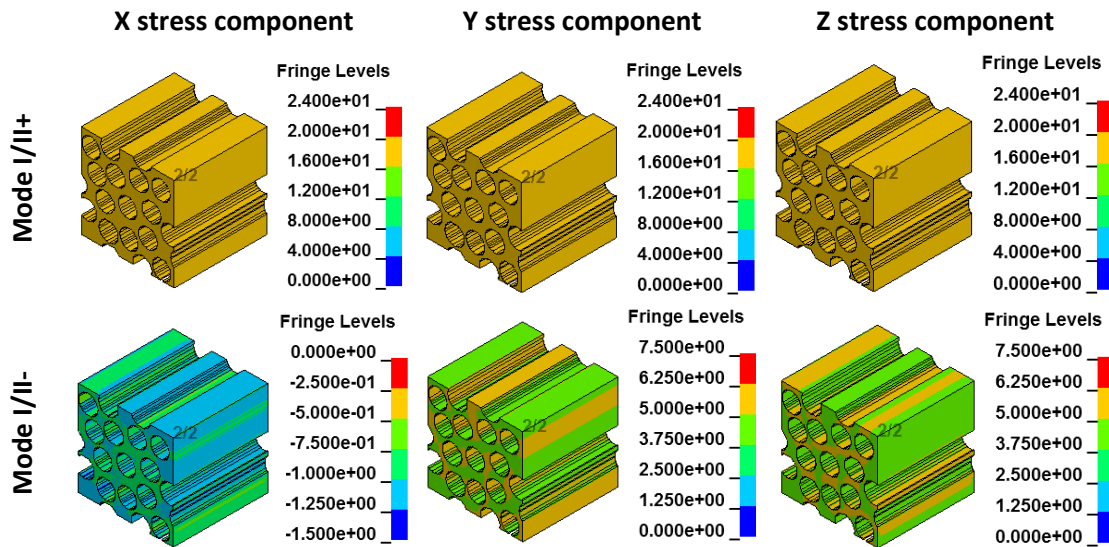 X stress component
Y stress component
Z stress component
Mode I/II+
2/2
Fringe Levels
2.400e+01
2.000e+01
1.600e+01
1.200e+01
8.000e+00
4.000e+00
0.000e+00
2/2
Fringe Levels
2.400e+01
2.000e+01
1.600e+01
1.200e+01
8.000e+00
4.000e+00
0.000e+00
2/2
Fringe Levels
2.400e+01
2.000e+01
1.600e+01
1.200e+01
8.000e+00
4.000e+00
0.000e+00
Mode I/II-
2/2
Fringe Levels
0.000e+00
-2.500e-01
-5.000e-01
-7.500e-01
-1.000e+00
-1.250e+00
-1.500e+00
2/2
Fringe Levels
7.500e+00
6.250e+00
5.000e+00
3.750e+00
2.500e+00
1.250e+00
0.000e+00
2/2
Fringe Levels
7.500e+00
6.250e+00
5.000e+00
3.750e+00
2.500e+00
1.250e+00
0.000e+00